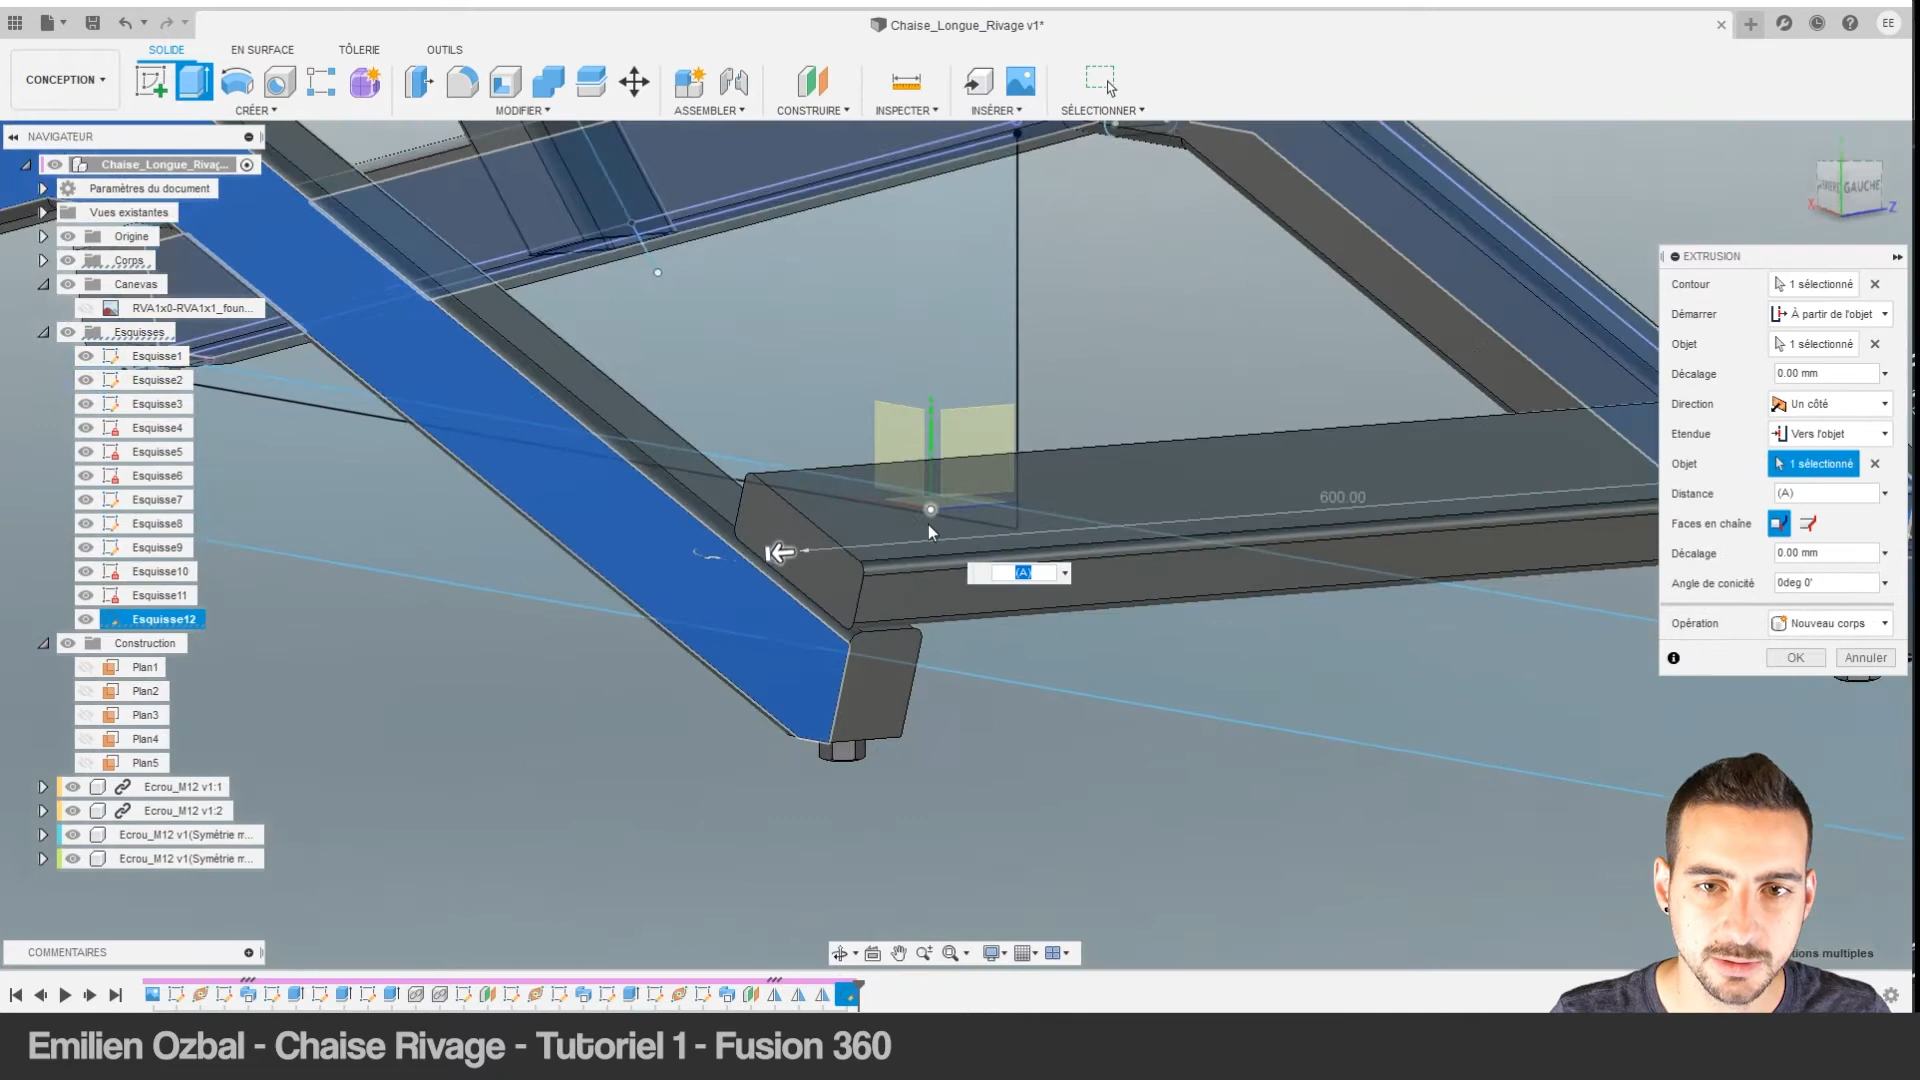 Chaise_Longue_Rivage v1*
EE
CONCEPTION
SOLIDE
EN SURFACE
TÔLERIE
OUTILS
CRÉER
MODIFIER
ASSEMBLER
CONSTRUIRE
INSPECTER
INSÉRER
SÉLECTIONNER
NAVIGATEUR
Chaise_Longue_Rivag...
Paramètres du document
Vues existantes
Origine
Corps
Canevas
RVA1x0-RVA1x1_foun...
Esquisses
Esquisse1
Esquisse2
Esquisse3
Esquisse4
Esquisse5
Esquisse6
Esquisse7
Esquisse8
Esquisse9
Esquisse10
Esquisse11
Esquisse12
Construction
Plan1
Plan2
Plan3
Plan4
Plan5
Ecrou_M12 v1:1
Ecrou_M12 v1:2
Ecrou_M12 v1(Symétrie m...
Ecrou_M12 v1(Symétrie m...
600.00
(A)
GAUCHE
X
Z
EXTRUSION
Contour 1 sélectionné
Démarrer À partir de l'objet
Objet 1 sélectionné
Décalage 0.00 mm
Direction Un côté
Etendue Vers l'objet
Objet 1 sélectionné
Distance (A)
Faces en chaîne
Décalage 0.00 mm
Angle de conicité 0deg 0'
Opération Nouveau corps
OK Annuler
COMMENTAIRES
ions multiples
Emilien Ozbal - Chaise Rivage - Tutoriel 1 - Fusion 360